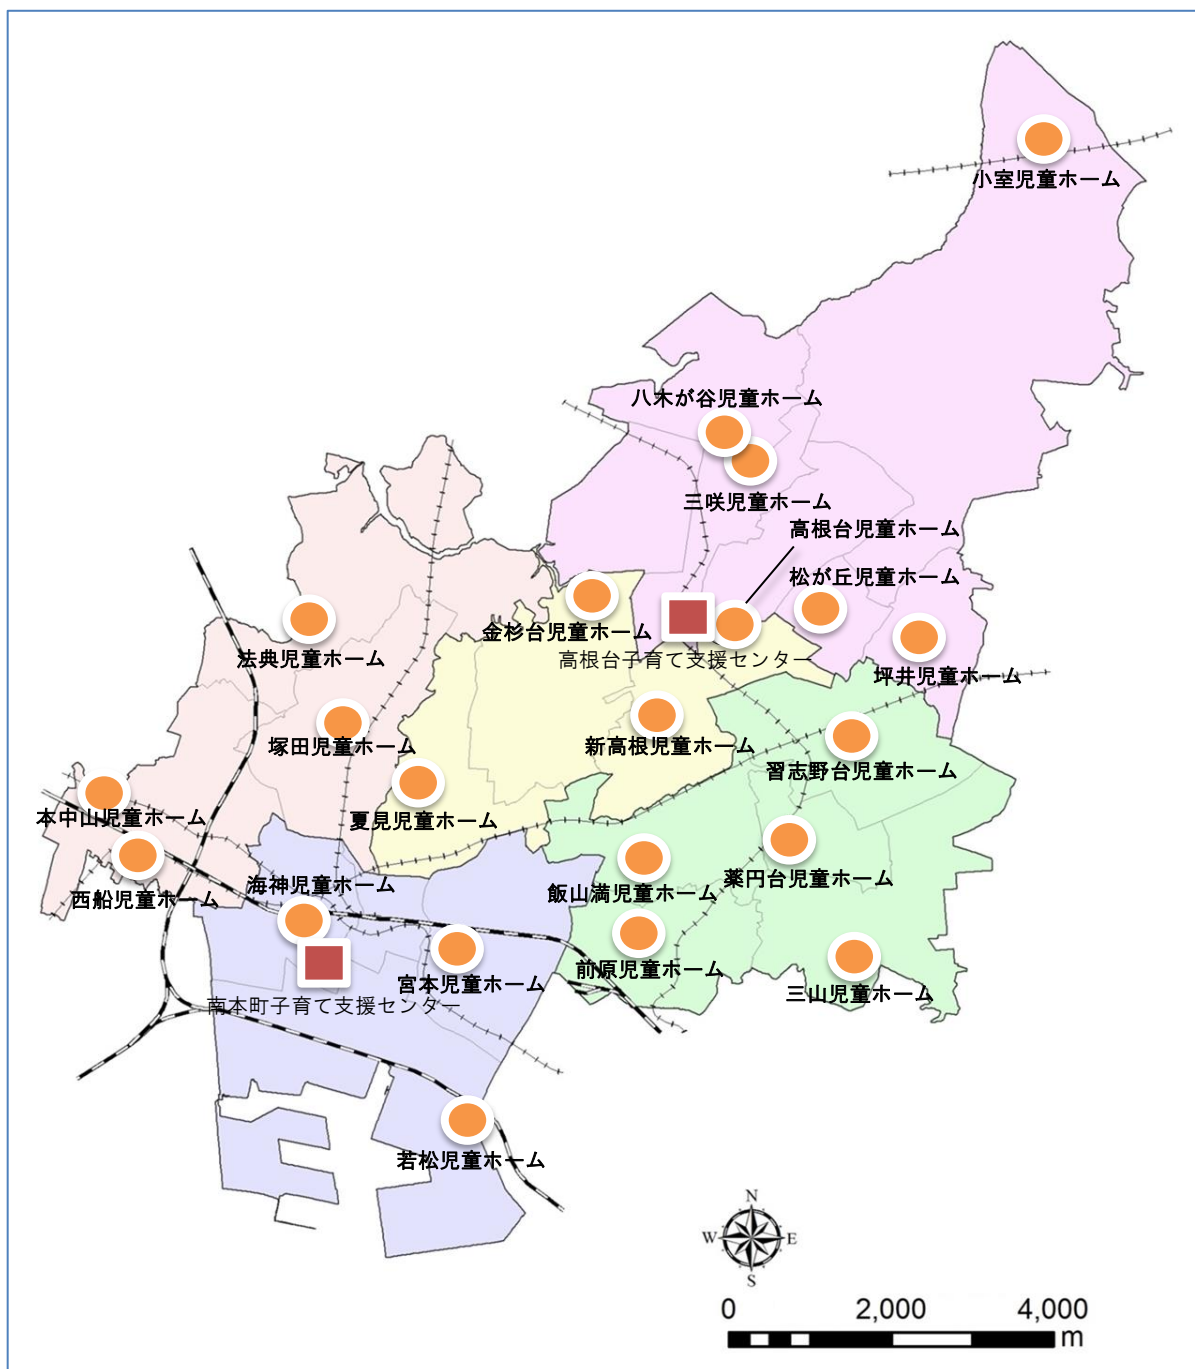 小室児童ホーム
八木が谷児童ホーム
三咲児童ホーム
高根台児童ホーム
松が丘児童ホーム
金杉台児童ホーム
高根台子育て支援センター
法典児童ホーム
坪井児童ホーム
塚田児童ホーム
新高根児童ホーム
習志野台児童ホーム
本中山児童ホーム
夏見児童ホーム
西船児童ホーム
海神児童ホーム
飯山満児童ホーム
薬円台児童ホーム
宮本児童ホーム
前原児童ホーム
三山児童ホーム
南本町子育て支援センター
若松児童ホーム
N
W E
S
0 2,000 4,000
m